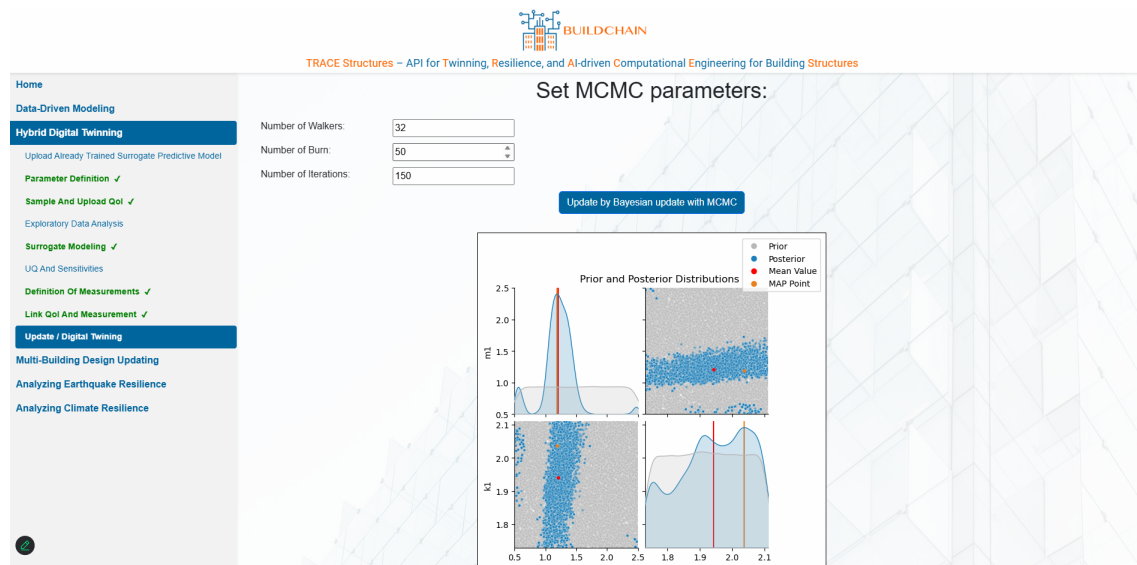 BUILDCHAIN
TRACE Structures – API for Twinning, Resilience, and AI-driven Computational Engineering for Building Structures
Home
Data-Driven Modeling
Hybrid Digital Twinning
Upload Already Trained Surrogate Predictive Model
Parameter Definition ✓
Sample And Upload QoI ✓
Exploratory Data Analysis
Surrogate Modeling ✓
UQ And Sensitivities
Definition Of Measurements ✓
Link QoI And Measurement ✓
Update / Digital Twining
Multi-Building Design Updating
Analyzing Earthquake Resilience
Analyzing Climate Resilience
Set MCMC parameters:
Number of Walkers: 32
Number of Burn: 50
Number of Iterations: 150
Update by Bayesian update with MCMC
Prior
Posterior
Mean Value
MAP Point
Prior and Posterior Distributions
2.5
2.0
1.5
1.0
0.5
m1
2.1
2.0
1.9
1.8
k1
0.5 1.0 1.5 2.0 2.5 1.8 1.9 2.0 2.1